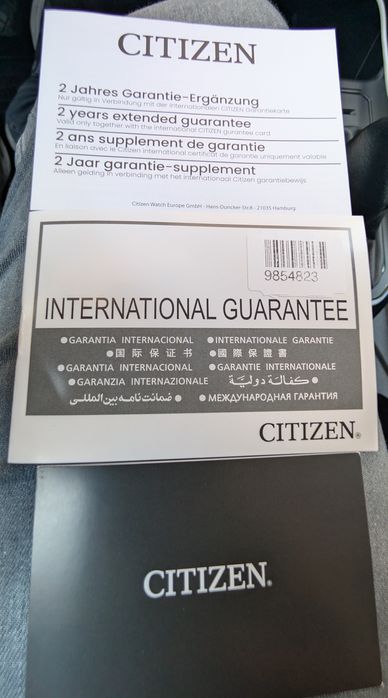 CITIZEN
2 Jahres Garantie-Ergänzung
Nur gültig in Verbindung mit der internationalen CITIZEN Garantiekarte
2 years extended guarantee
Valid only together with the international CITIZEN gurantee card
2 ans supplement de garantie
En liaison avec le Citizen international certificat de garantie uniquement valable
2 Jaar garantie-supplement
Alleen gelding in verbinding met het internationaal Citizen garantiebewijs
Citizen Watch Europe GmbH - Hans-Duncker-Str.8 - 21035 Hamburg
9854823
INTERNATIONAL GUARANTEE
●GARANTIA INTERNACIONAL ●INTERNATIONALE GARANTIE
●国际保证书 ●國際保證書
●GARANTIA INTERNACIONAL ●GARANTIE INTERNATIONALE
●GARANZIA INTERNAZIONALE ●كفالة دولية
●ضمانت نامه بین المللی ●МЕЖДУНАРОДНАЯ ГАРАНТИЯ
CITIZEN®
CITIZEN®